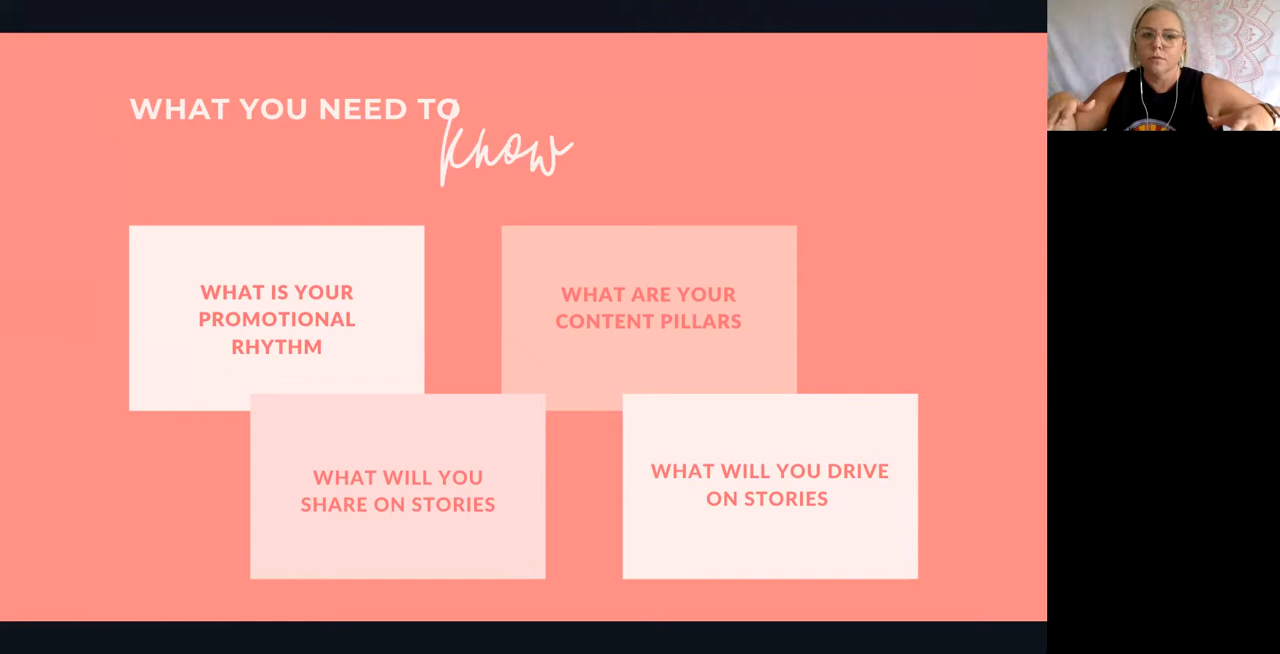 WHAT YOU NEED TO
know
WHAT IS YOUR
PROMOTIONAL
RHYTHM
WHAT ARE YOUR
CONTENT PILLARS
WHAT WILL YOU
SHARE ON STORIES
WHAT WILL YOU DRIVE
ON STORIES